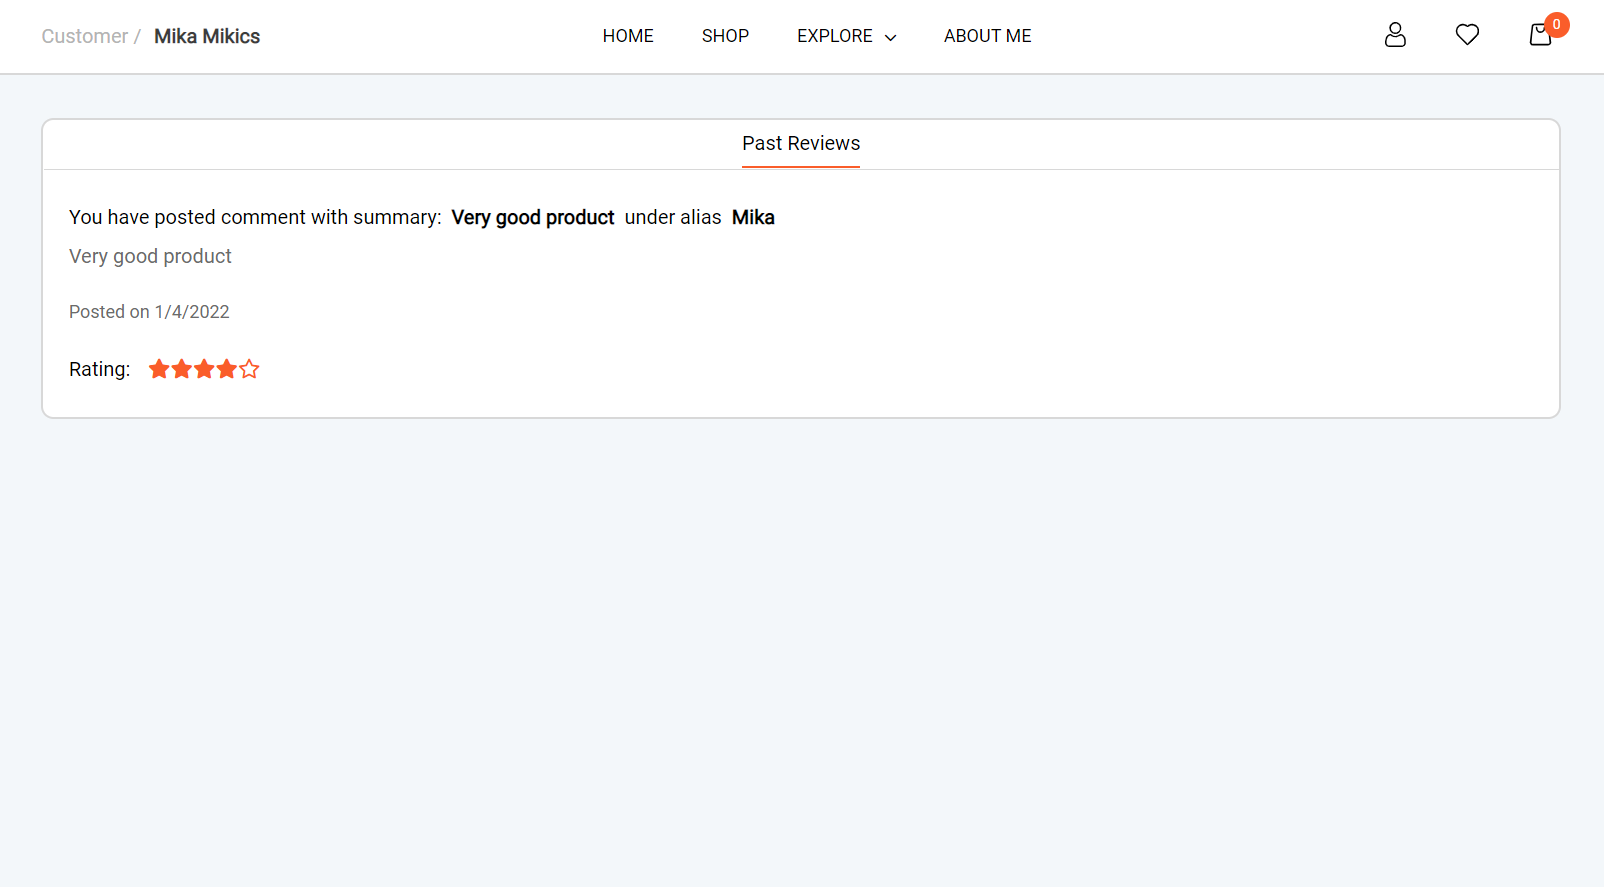 Customer / Mika Mikics HOME SHOP EXPLORE ABOUT ME 0
Past Reviews
You have posted comment with summary: Very good product under alias Mika
Very good product
Posted on 1/4/2022
Rating: